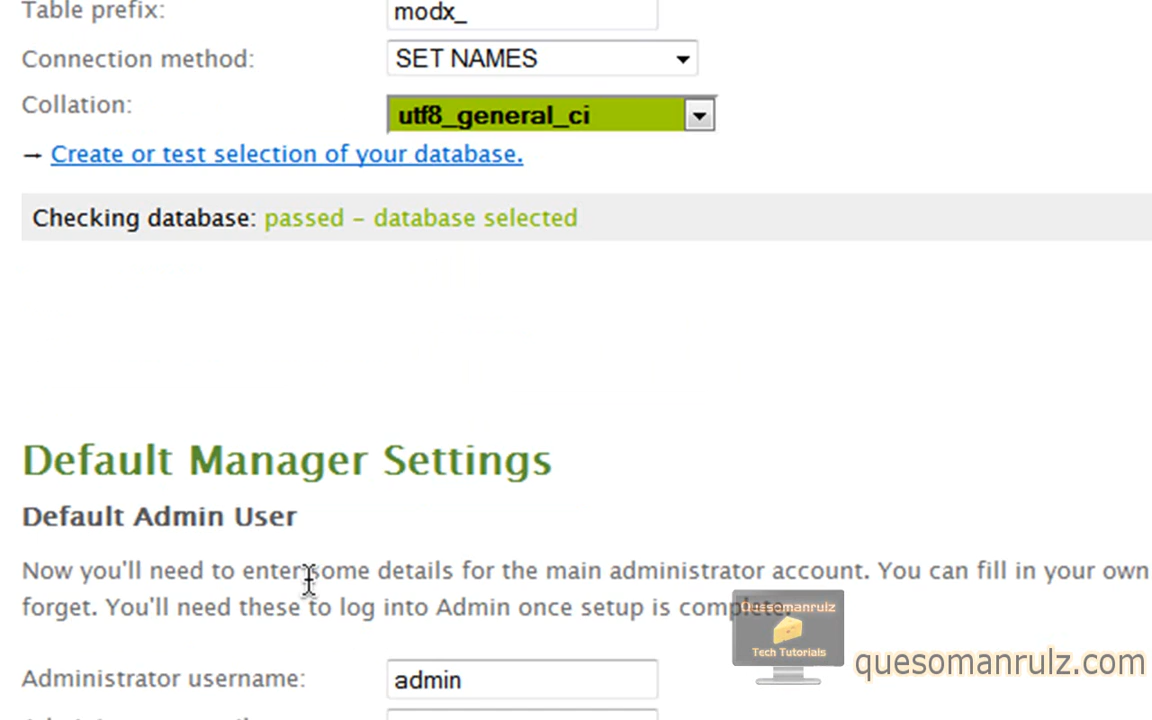 Table prefix: modx_
Connection method: SET NAMES
Collation: utf8_general_ci
→ Create or test selection of your database.
Checking database: passed – database selected
Default Manager Settings
Default Admin User
Now you'll need to enter some details for the main administrator account. You can fill in your own
forget. You'll need these to log into Admin once setup is complete.
Quesomanrulz
Tech Tutorials
quesomanrulz.com
Administrator username: admin